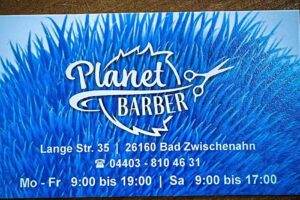 Planet
BARBER
Lange Str. 35 | 26160 Bad Zwischenahn
☎ 04403 - 810 46 31
Mo - Fr 9:00 bis 19:00 | Sa 9:00 bis 17:00